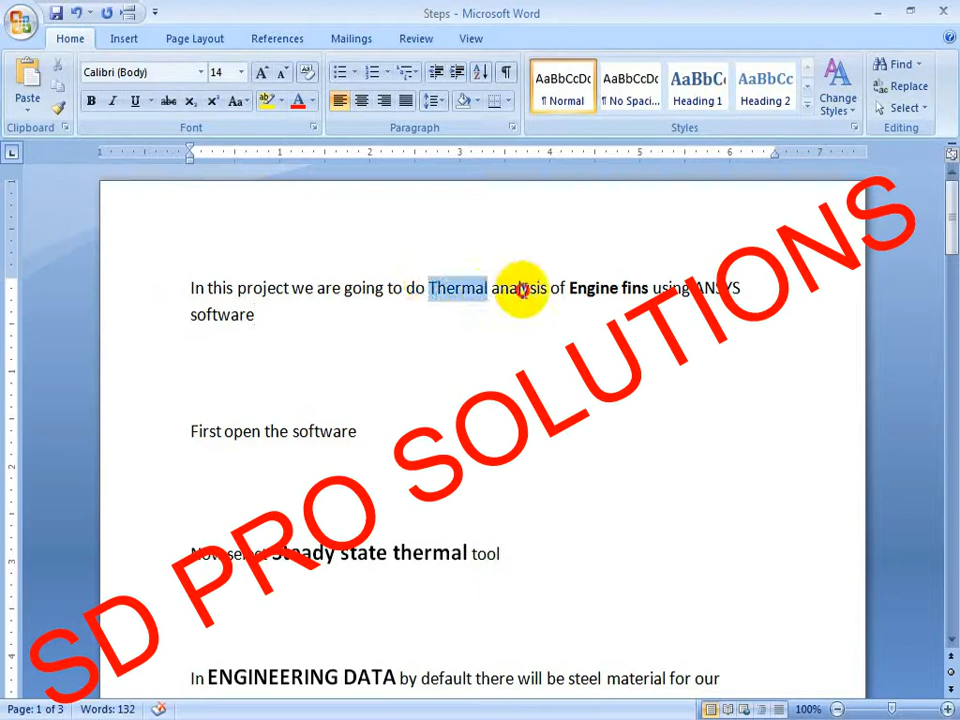 Steps - Microsoft Word
Home Insert Page Layout References Mailings Review View
Calibri (Body) 14
AaBbCcDc AaBbCcDc AaBbC AaBbCc
Paste
¶ Normal ¶ No Spaci... Heading 1 Heading 2
Change Styles
Find
Replace
Select
Clipboard Font Paragraph Styles Editing
In this project we are going to do Thermal analysis of Engine fins using ANSYS
software
First open the software
Now select Steady state thermal tool
In ENGINEERING DATA by default there will be steel material for our
SD PRO SOLUTIONS
Page: 1 of 3 Words: 132 100%